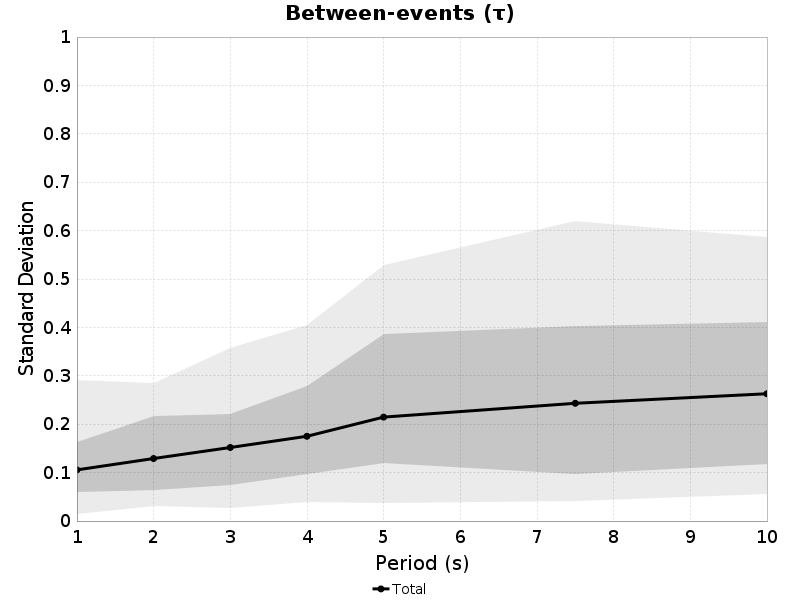 Between-events (τ)
1
0.9
0.8
0.7
0.6
0.5
0.4
0.3
0.2
0.1
0
Standard Deviation
1 2 3 4 5 6 7 8 9 10
Period (s)
Total